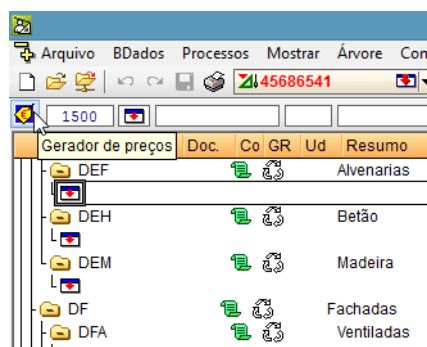 Arquivo BDados Processos Mostrar Árvore Con
45686541
€ 1500
Gerador de preços Doc. Co GR Ud Resumo
DEF Alvenarias
DEH Betão
DEM Madeira
DF Fachadas
DFA Ventiladas